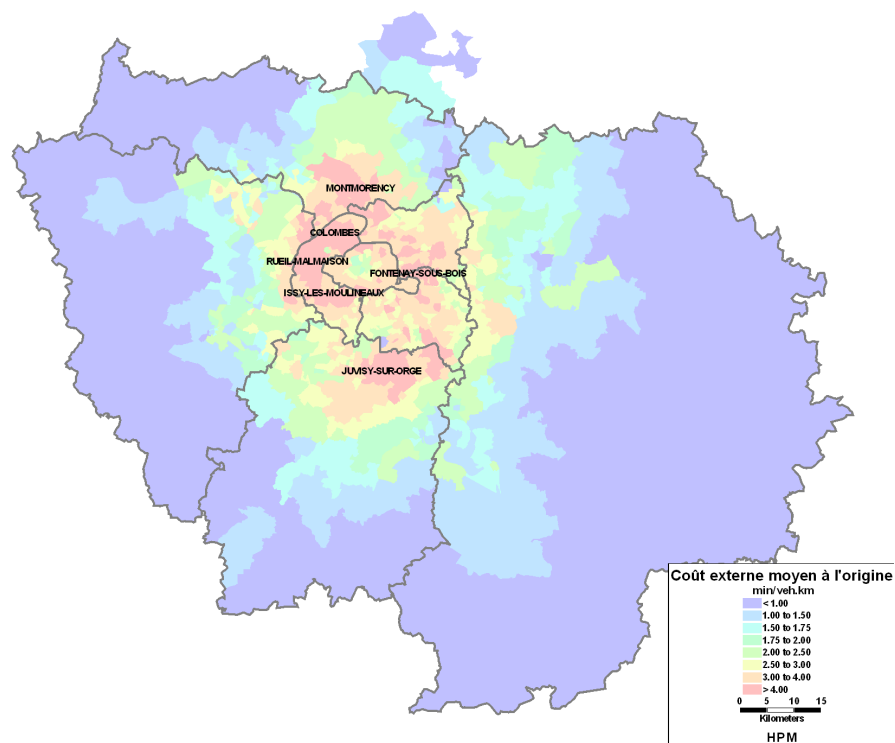 MONTMORENCY
COLOMBES
RUEIL-MALMAISON
FONTENAY-SOUS-BOIS
ISSY-LES-MOULINEAUX
JUVISY-SUR-ORGE
Coût externe moyen à l'origine
min/veh.km
< 1.00
1.00 to 1.50
1.50 to 1.75
1.75 to 2.00
2.00 to 2.50
2.50 to 3.00
3.00 to 4.00
> 4.00
0 5 10 15
Kilometers
HPM